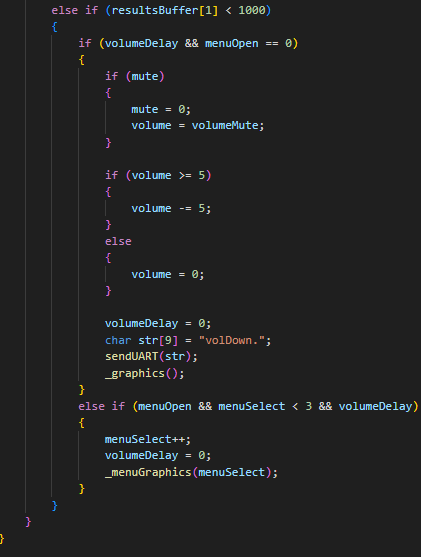 else if (resultsBuffer[1] < 1000)
{
if (volumeDelay && menuOpen == 0)
{
if (mute)
{
mute = 0;
volume = volumeMute;
}
if (volume >= 5)
{
volume -= 5;
}
else
{
volume = 0;
}
volumeDelay = 0;
char str[9] = "volDown.";
sendUART(str);
_graphics();
}
else if (menuOpen && menuSelect < 3 && volumeDelay)
{
menuSelect++;
volumeDelay = 0;
_menuGraphics(menuSelect);
}
}
}
}